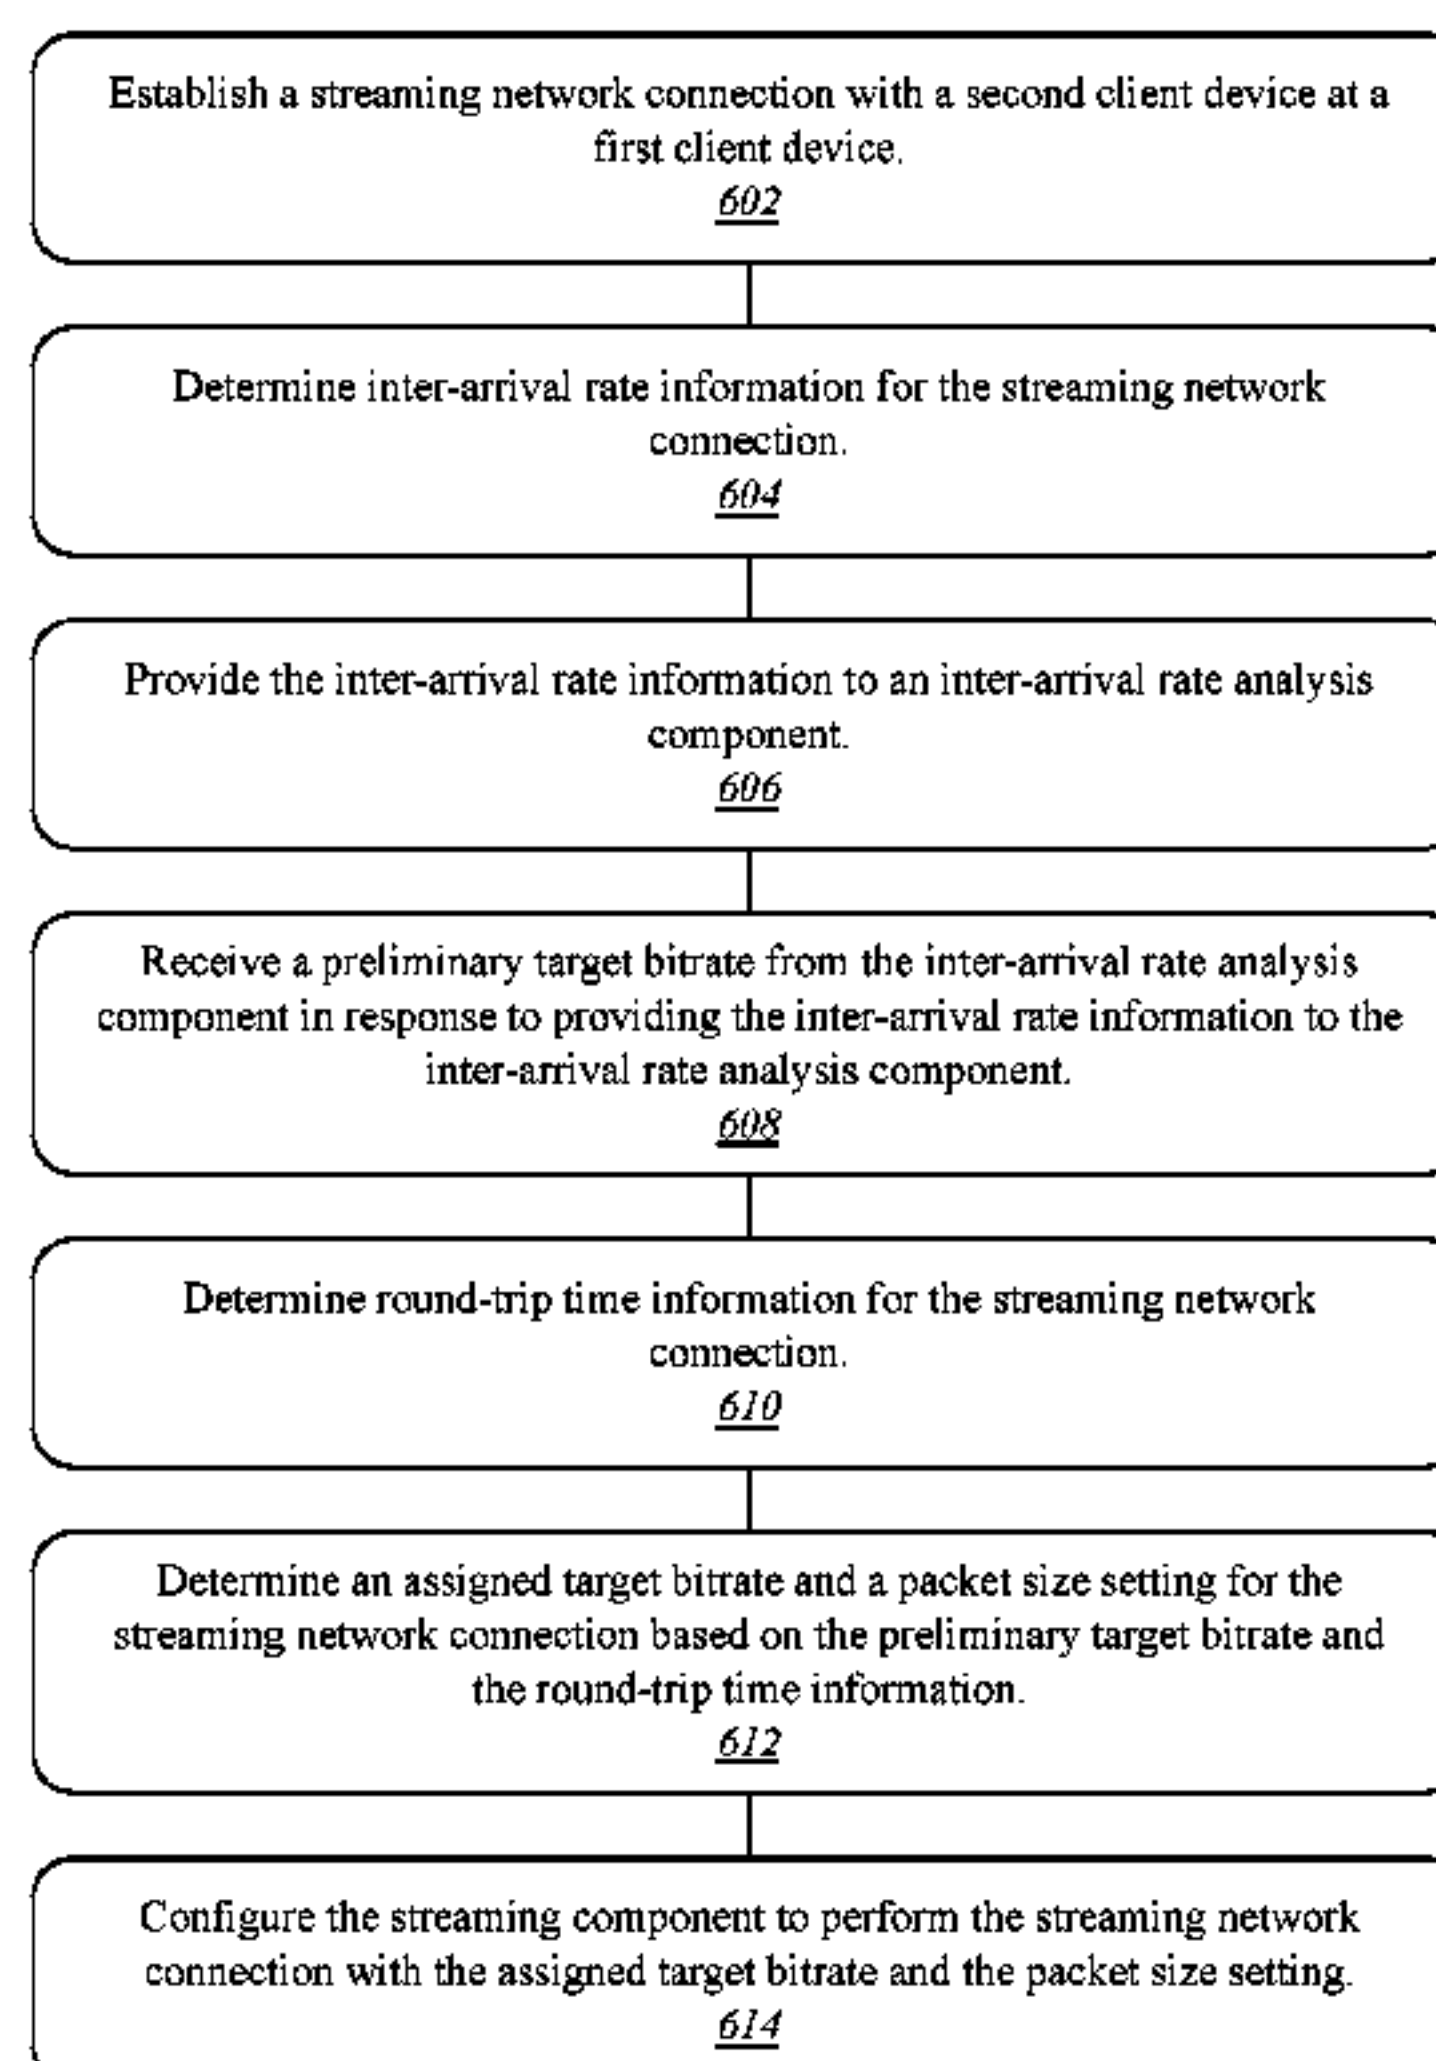 Establish a streaming network connection with a second client device at a
first client device.
602
Determine inter-arrival rate information for the streaming network
connection.
604
Provide the inter-arrival rate information to an inter-arrival rate analysis
component.
606
Receive a preliminary target bitrate from the inter-arrival rate analysis
component in response to providing the inter-arrival rate information to the
inter-arrival rate analysis component.
608
Determine round-trip time information for the streaming network
connection.
610
Determine an assigned target bitrate and a packet size setting for the
streaming network connection based on the preliminary target bitrate and
the round-trip time information.
612
Configure the streaming component to perform the streaming network
connection with the assigned target bitrate and the packet size setting.
614